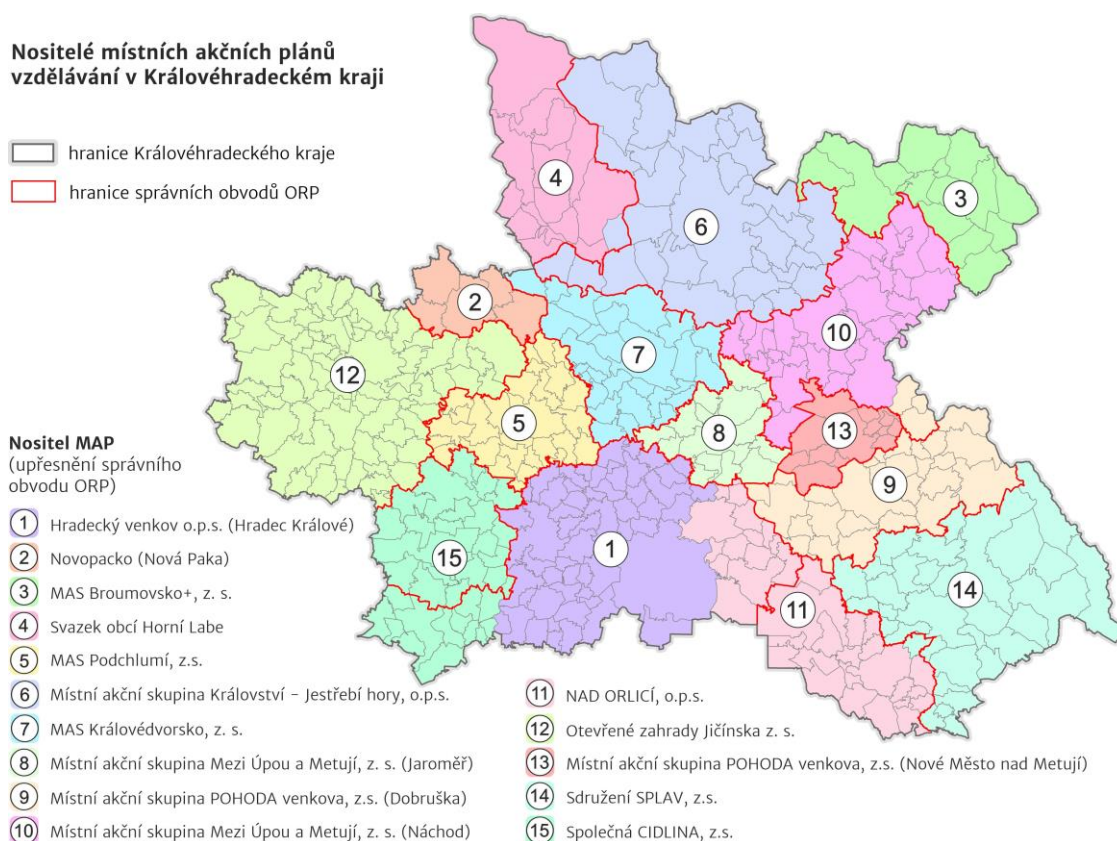 Nositelé místních akčních plánů
vzdělávání v Královéhradeckém kraji
hranice Královéhradeckého kraje
hranice správních obvodů ORP
4
3
6
2
10
7
12
5
8
13
9
1
15
14
11
Nositel MAP
(upřesnění správního
obvodu ORP)
1 Hradecký venkov o.p.s. (Hradec Králové)
2 Novopacko (Nová Paka)
3 MAS Broumovsko+, z. s.
4 Svazek obcí Horní Labe
5 MAS Podchlumí, z.s.
6 Místní akční skupina Království – Jestřebí hory, o.p.s.
7 MAS Královédvorsko, z. s.
8 Místní akční skupina Mezi Úpou a Metují, z. s. (Jaroměř)
9 Místní akční skupina POHODA venkova, z.s. (Dobruška)
10 Místní akční skupina Mezi Úpou a Metují, z. s. (Náchod)
11 NAD ORLICÍ, o.p.s.
12 Otevřené zahrady Jičínska z. s.
13 Místní akční skupina POHODA venkova, z.s. (Nové Město nad Metují)
14 Sdružení SPLAV, z.s.
15 Společná CIDLINA, z.s.